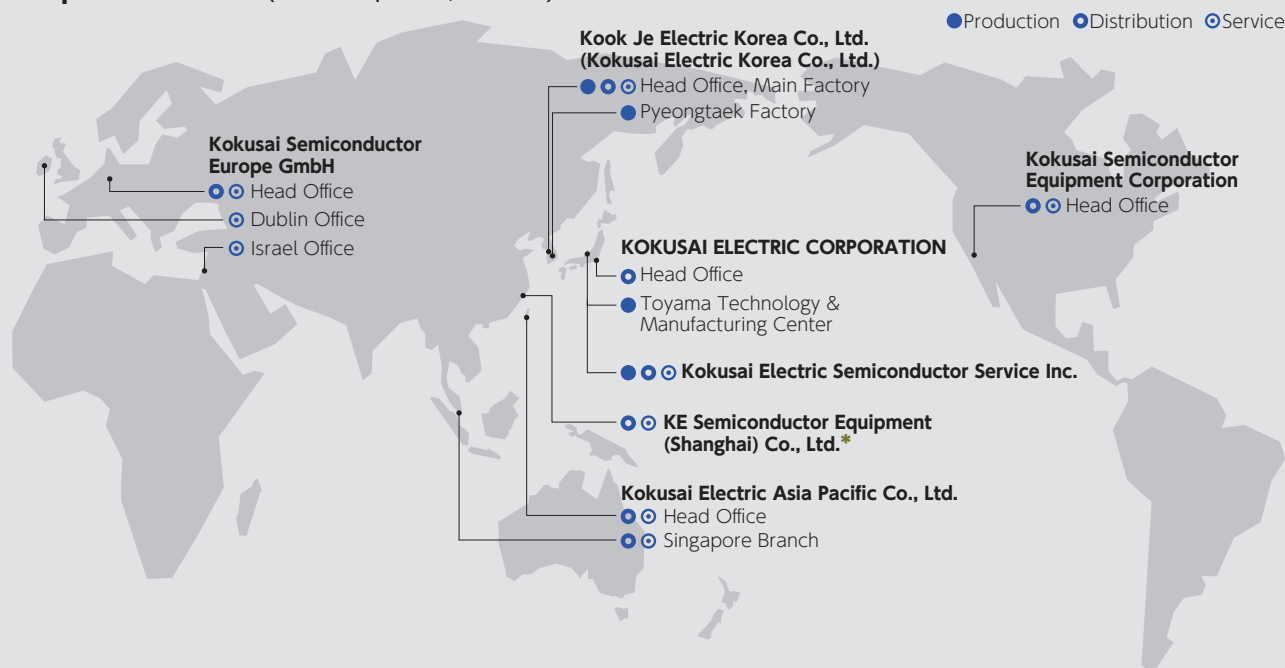 ●Production ○Distribution ◎Service
Kook Je Electric Korea Co., Ltd.
(Kokusai Electric Korea Co., Ltd.)
Head Office, Main Factory
Pyeongtaek Factory
Kokusai Semiconductor
Europe GmbH
Head Office
Dublin Office
Israel Office
Kokusai Semiconductor
Equipment Corporation
Head Office
KOKUSAI ELECTRIC CORPORATION
Head Office
Toyama Technology &
Manufacturing Center
Kokusai Electric Semiconductor Service Inc.
KE Semiconductor Equipment
(Shanghai) Co., Ltd.*
Kokusai Electric Asia Pacific Co., Ltd.
Head Office
Singapore Branch